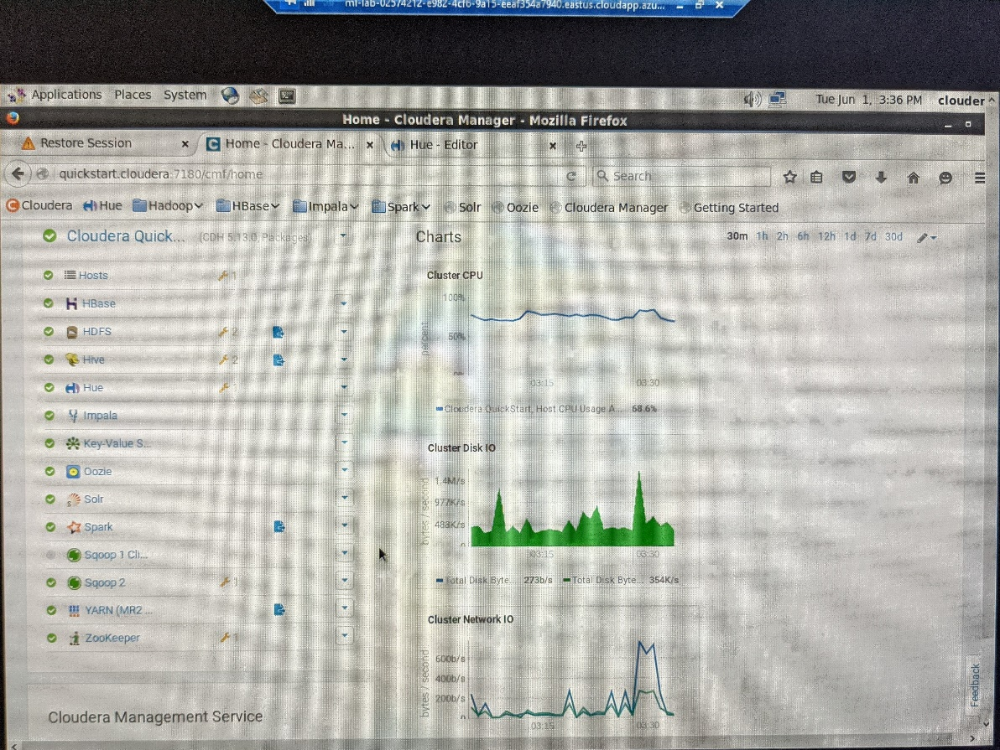 ml-lab-02574212-e982-4cf6-9a15-eeaf354a7940.eastus.cloudapp.azu...
Applications Places System Tue Jun 1, 3:36 PM clouder
Home - Cloudera Manager - Mozilla Firefox
Restore Session Home - Cloudera Ma... Hue - Editor
quickstart.cloudera:7180/cmf/home Search
Cloudera Hue Hadoop HBase Impala Spark Solr Oozie Cloudera Manager Getting Started
Cloudera Quick... (CDH 5.13.0, Packages) Charts 30m 1h 2h 6h 12h 1d 7d 30d
Hosts 1
HBase
HDFS 2
Hive 2
Hue 1
Impala
Key-Value S...
Oozie
Solr
Spark
Sqoop 1 Cli...
Sqoop 2 1
YARN (MR2 ...
ZooKeeper 1
Cloudera Management Service
Cluster CPU
percent
100%
50%
03:15 03:30
Cloudera QuickStart, Host CPU Usage A... 68.6%
Cluster Disk IO
bytes / second
1.4M/s
977K/s
488K/s
03:15 03:30
Total Disk Byte... 273b/s Total Disk Byte... 354K/s
Cluster Network IO
bytes / second
600b/s
400b/s
200b/s
03:15 03:30
Feedback